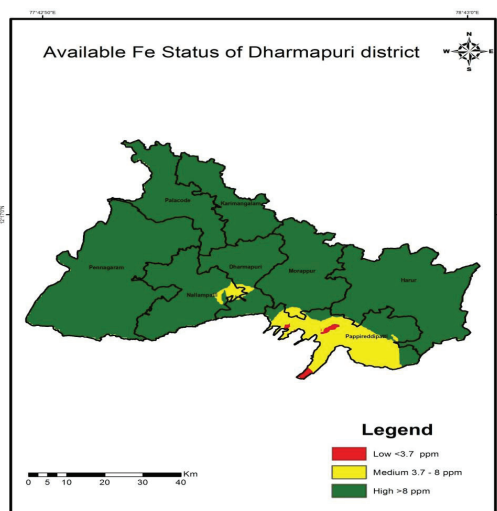 77°42'50"E 78°43'0"E
Available Fe Status of Dharmapuri district
N
W E
S
Palacode
Karimangalam
Pennagaram
Dharmapuri
Morappur
Harur
Nallampalli
Pappireddipatti
Legend
Low <3.7 ppm
Medium 3.7 - 8 ppm
High >8 ppm
Km
0 5 10 20 30 40